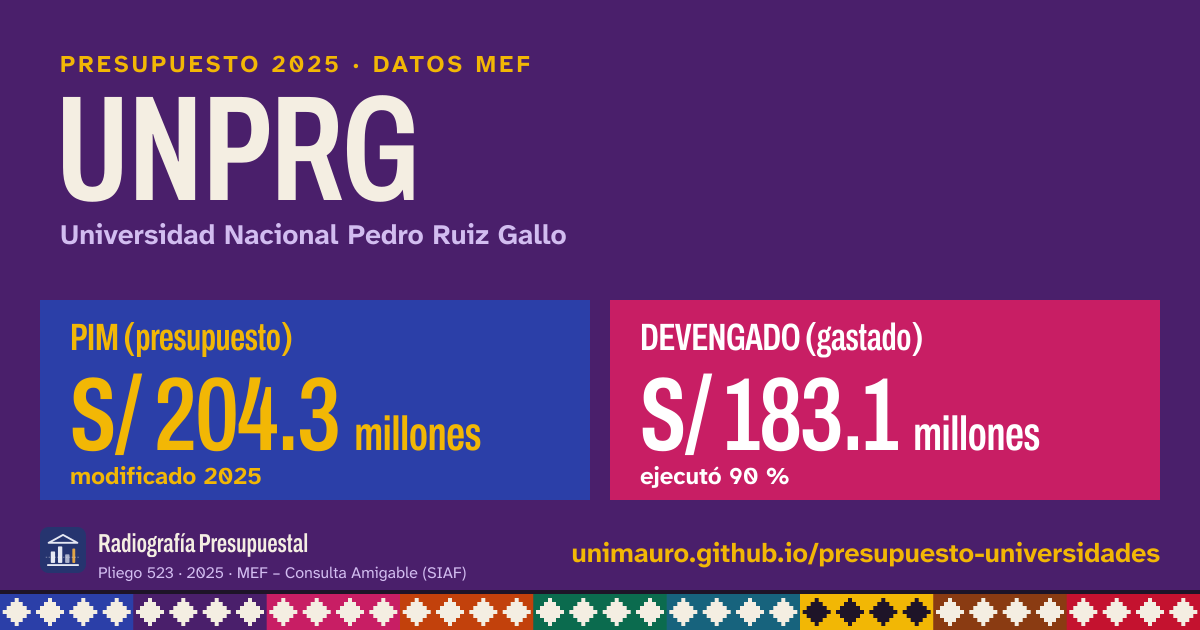 PRESUPUESTO 2025 · DATOS MEF
UNPRG
Universidad Nacional Pedro Ruiz Gallo
PIM (presupuesto)
S/ 204.3 millones
modificado 2025
DEVENGADO (gastado)
S/ 183.1 millones
ejecutó 90 %
Radiografía Presupuestal
Pliego 523 · 2025 · MEF – Consulta Amigable (SIAF)
unimauro.github.io/presupuesto-universidades